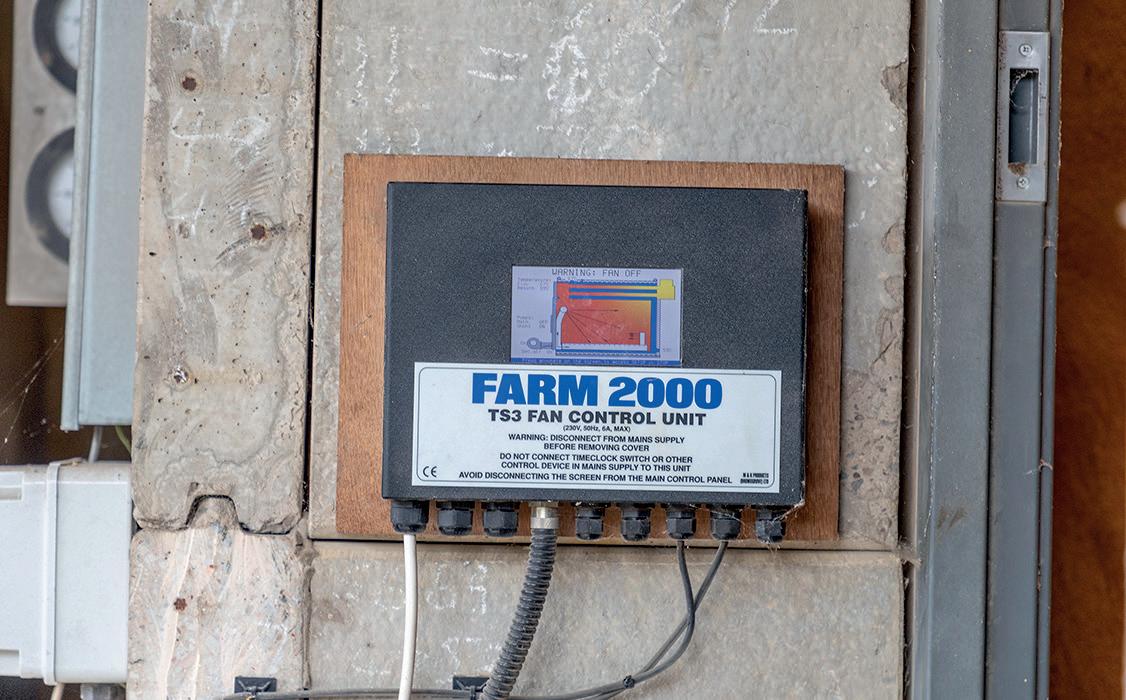 WARNING: FAN OFF
FARM 2000
TS3 FAN CONTROL UNIT
(230V, 50Hz, 6A, MAX)
WARNING: DISCONNECT FROM MAINS SUPPLY
BEFORE REMOVING COVER
DO NOT CONNECT TIMECLOCK SWITCH OR OTHER
CONTROL DEVICE IN MAINS SUPPLY TO THIS UNIT
CE
AVOID DISCONNECTING THE SCREEN FROM THE MAIN CONTROL PANEL